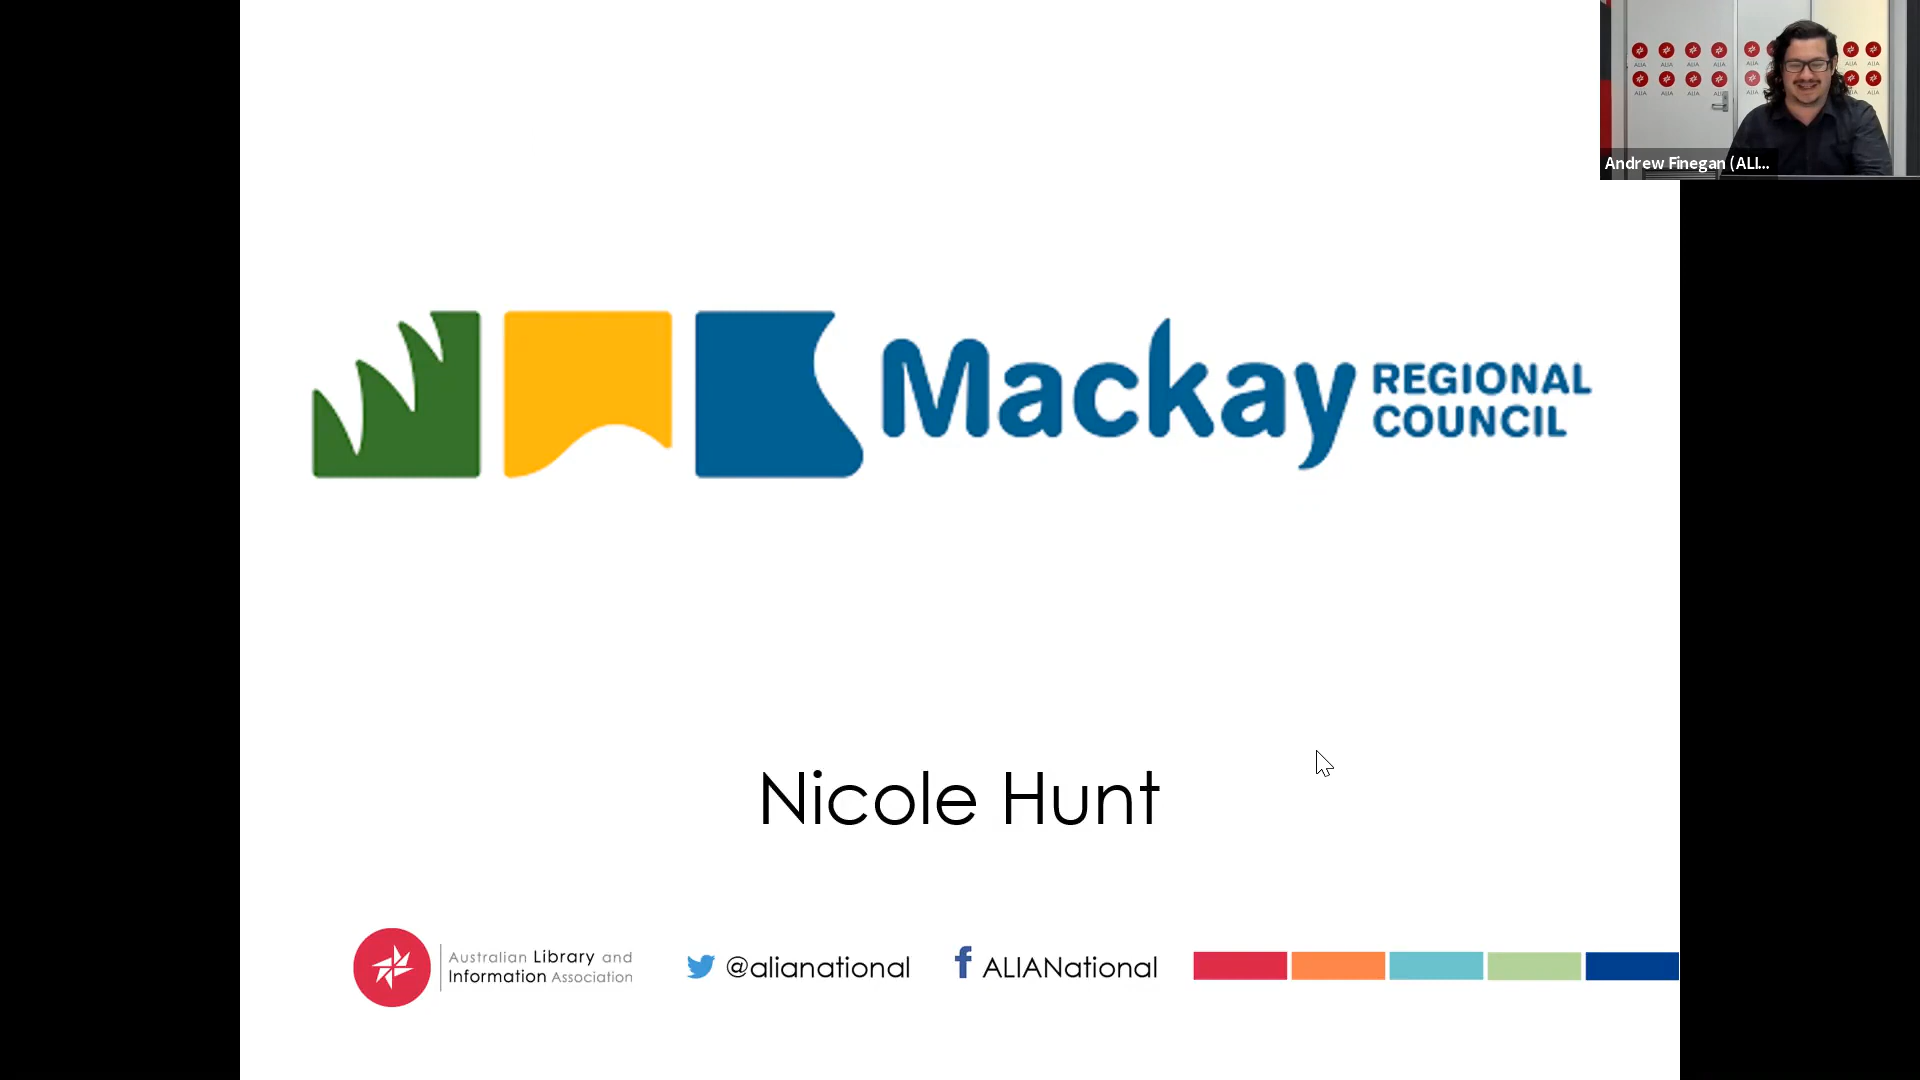 Andrew Finegan (ALI...
Mackay REGIONAL
COUNCIL
Nicole Hunt
Australian Library and
Information Association
@alianational
ALIANational